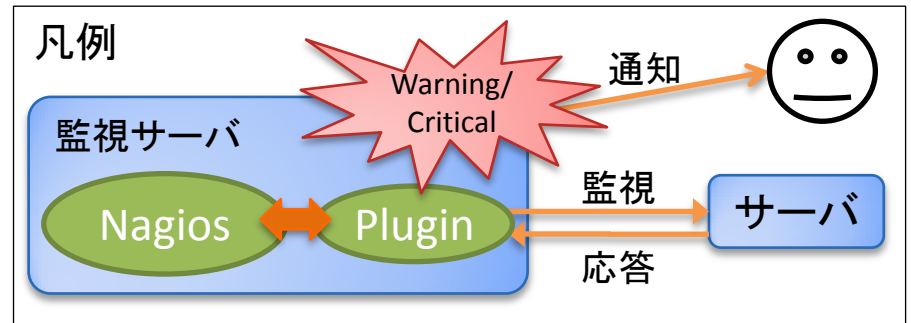 凡例
Warning/
Critical
通知
監視サーバ
Nagios
Plugin
監視
応答
サーバ